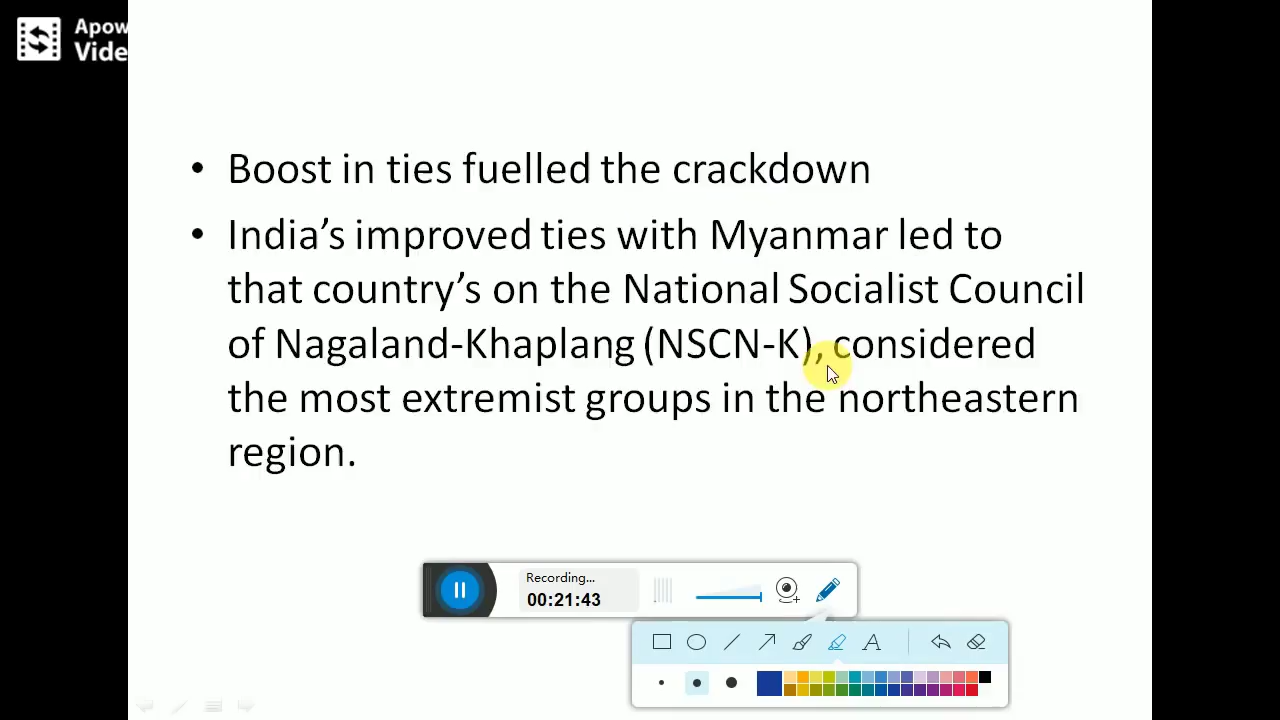 Apow
Vide
• Boost in ties fuelled the crackdown
• India’s improved ties with Myanmar led to
that country’s on the National Socialist Council
of Nagaland-Khaplang (NSCN-K), considered
the most extremist groups in the northeastern
region.
Recording...
00:21:43
A